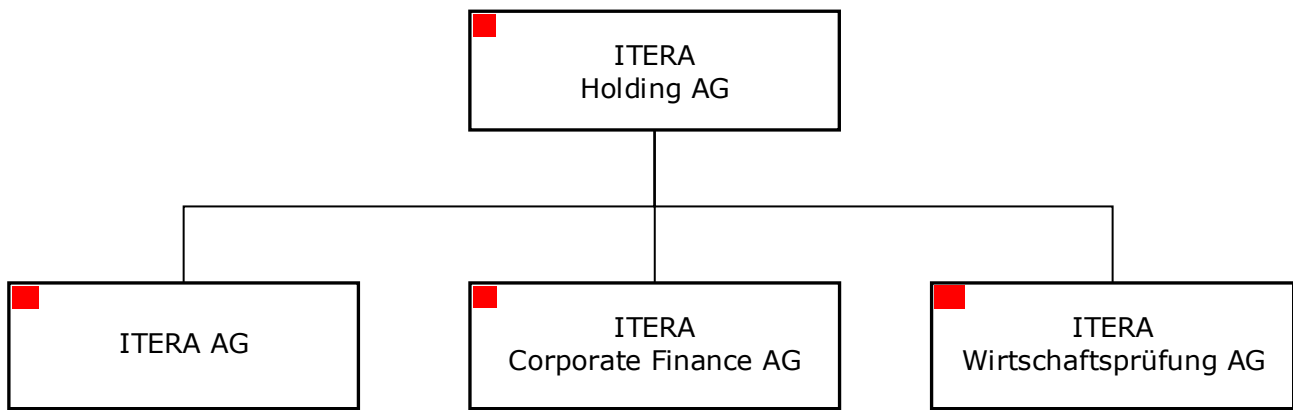 ITERA
Holding AG
ITERA AG
ITERA
Corporate Finance AG
ITERA
Wirtschaftsprüfung AG